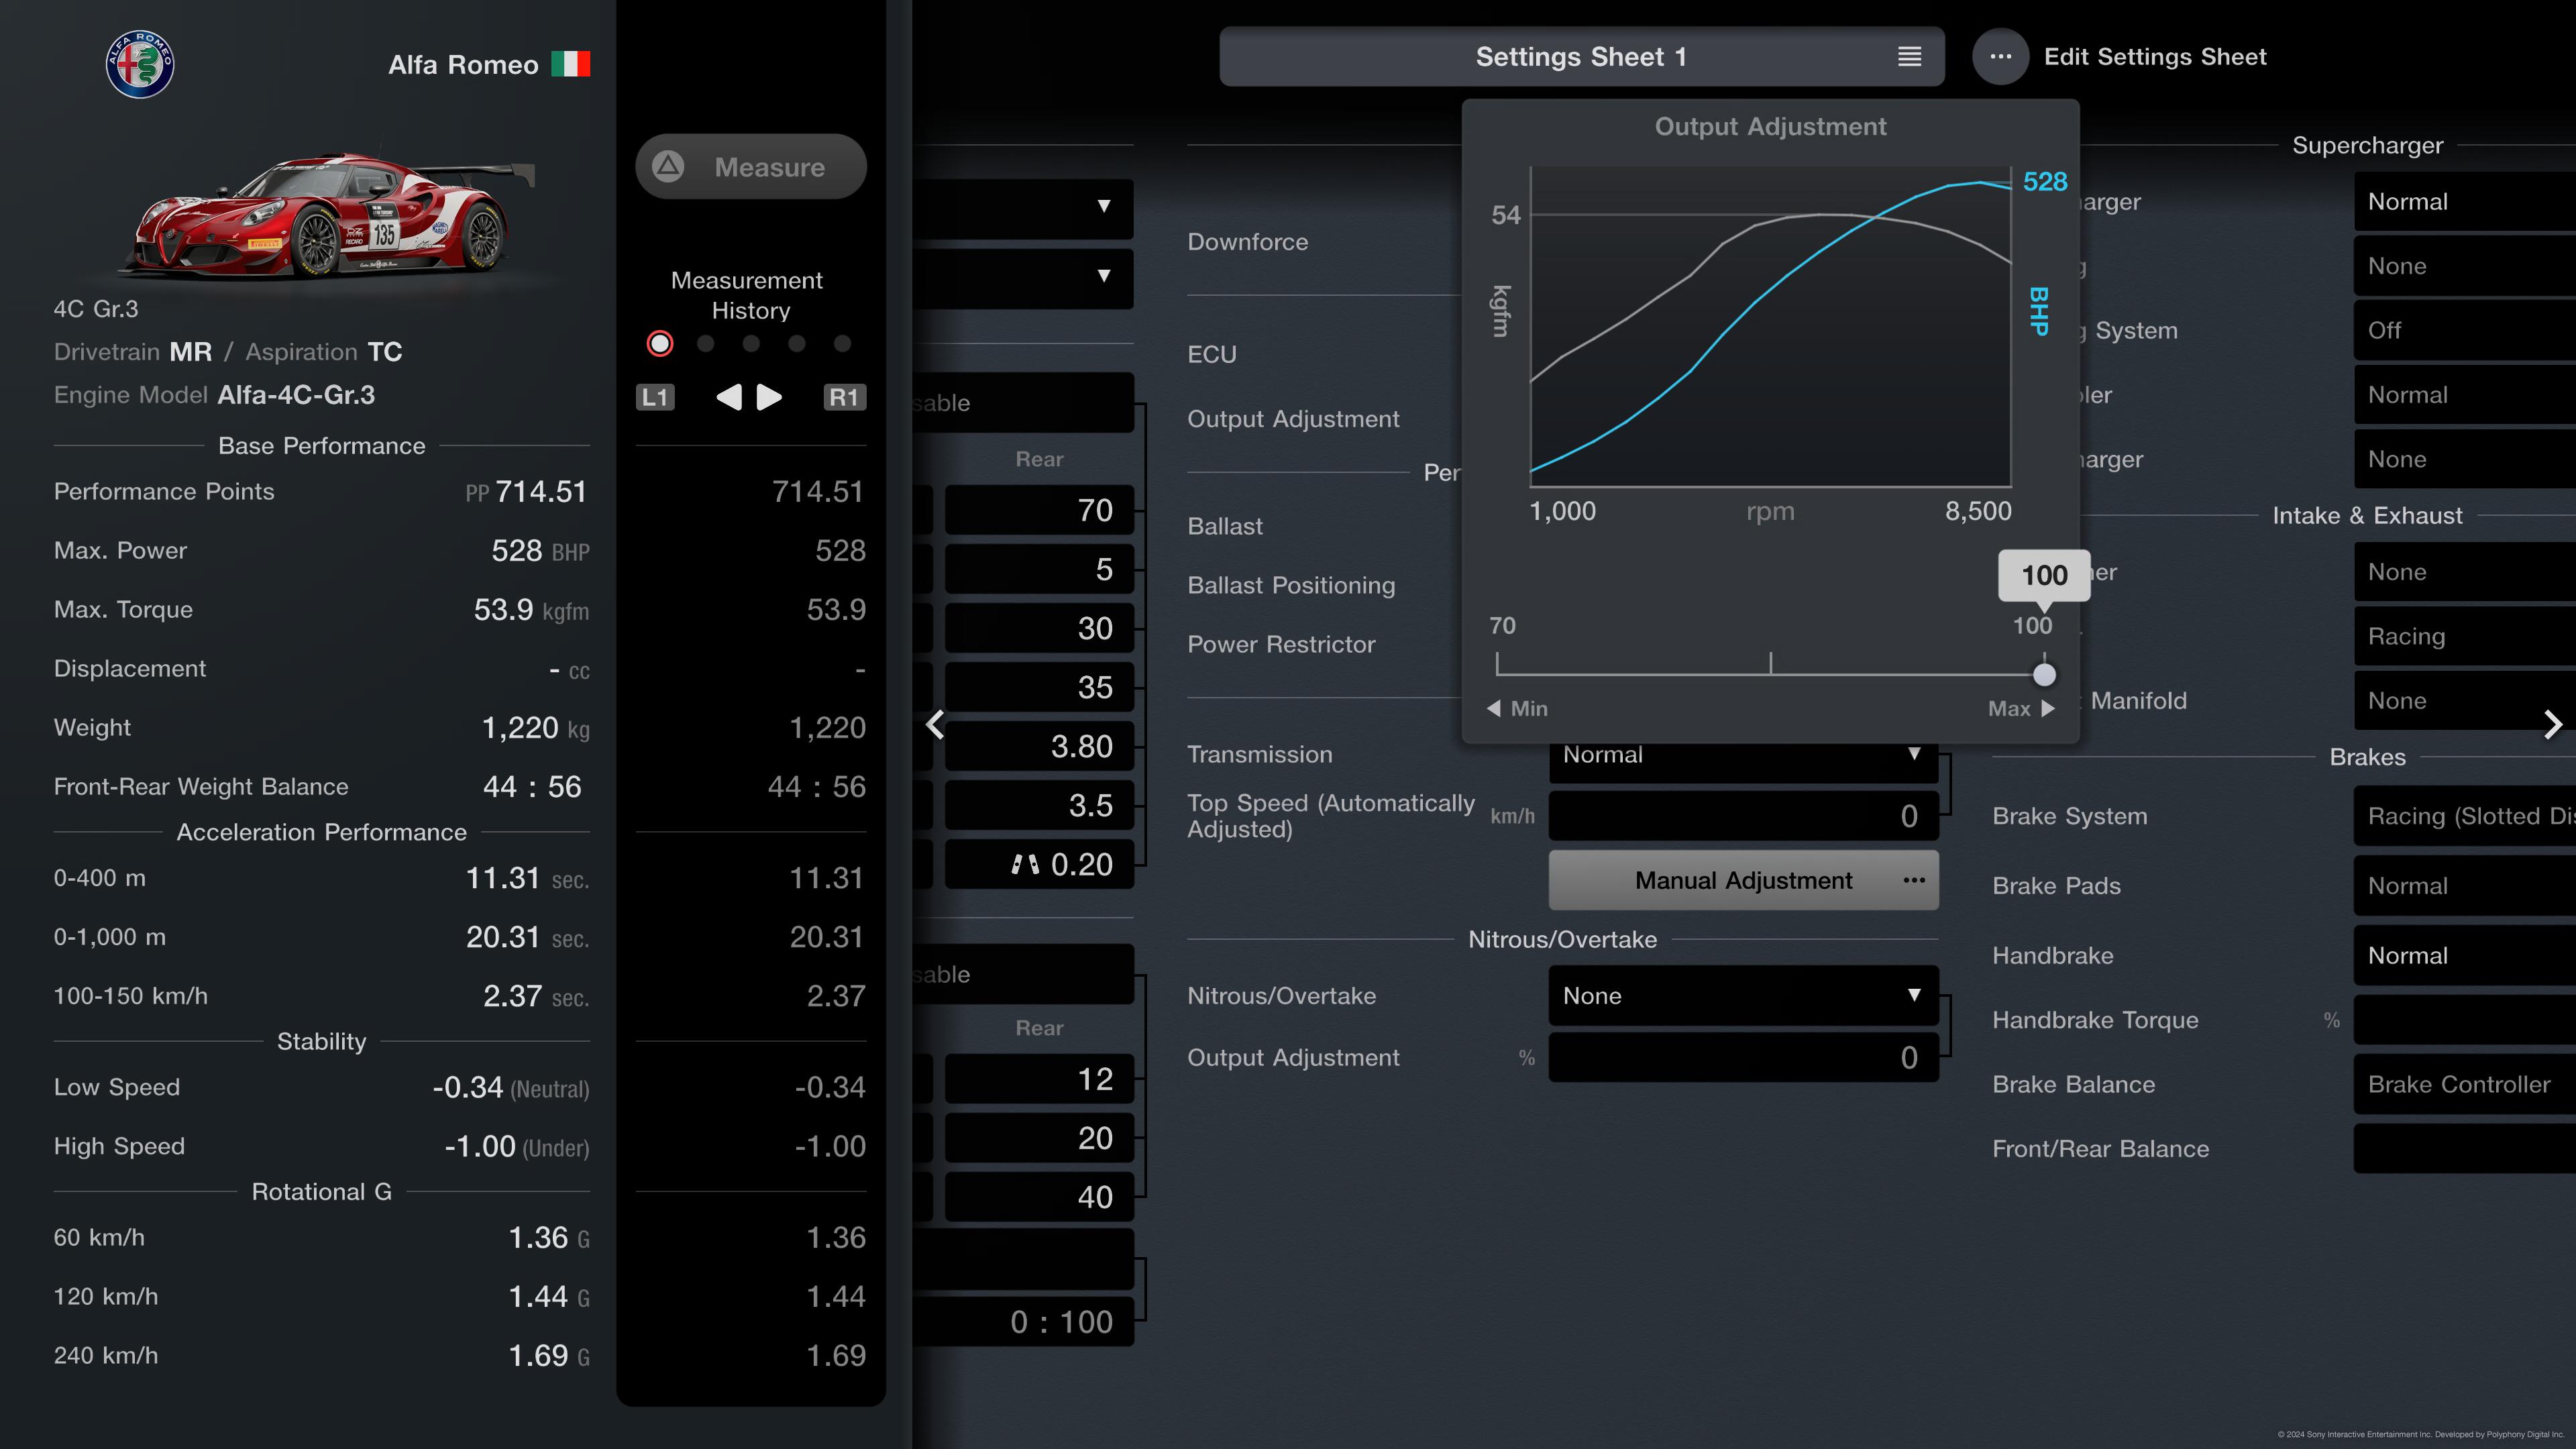 Alfa Romeo
4C Gr.3
Drivetrain MR / Aspiration TC
Engine Model Alfa-4C-Gr.3
Base Performance
Performance Points PP 714.51
Max. Power 528 BHP
Max. Torque 53.9 kgfm
Displacement - cc
Weight 1,220 kg
Front-Rear Weight Balance 44 : 56
Acceleration Performance
0-400 m 11.31 sec.
0-1,000 m 20.31 sec.
100-150 km/h 2.37 sec.
Stability
Low Speed -0.34 (Neutral)
High Speed -1.00 (Under)
Rotational G
60 km/h 1.36 G
120 km/h 1.44 G
240 km/h 1.69 G
Measure
Measurement
History
L1 R1
714.51
528
53.9
-
1,220
44 : 56
11.31
20.31
2.37
-0.34
-1.00
1.36
1.44
1.69
Settings Sheet 1
Edit Settings Sheet
sable
Rear
70
5
30
35
3.80
3.5
0.20
sable
Rear
12
20
40
0 : 100
Downforce
ECU
Output Adjustment
Per
Ballast
Ballast Positioning
Power Restrictor
Transmission Normal
Top Speed (Automatically
Adjusted) km/h 0
Manual Adjustment
Nitrous/Overtake
Nitrous/Overtake None
Output Adjustment % 0
Output Adjustment
54
528
kgfm
BHP
1,000 rpm 8,500
100
70 100
Min Max
Supercharger
arger Normal
g None
g System Off
ler Normal
harger None
Intake & Exhaust
er None
Racing
Manifold None
Brakes
Brake System Racing (Slotted Dis
Brake Pads Normal
Handbrake Normal
Handbrake Torque %
Brake Balance Brake Controller
Front/Rear Balance
© 2024 Sony Interactive Entertainment Inc. Developed by Polyphony Digital Inc.